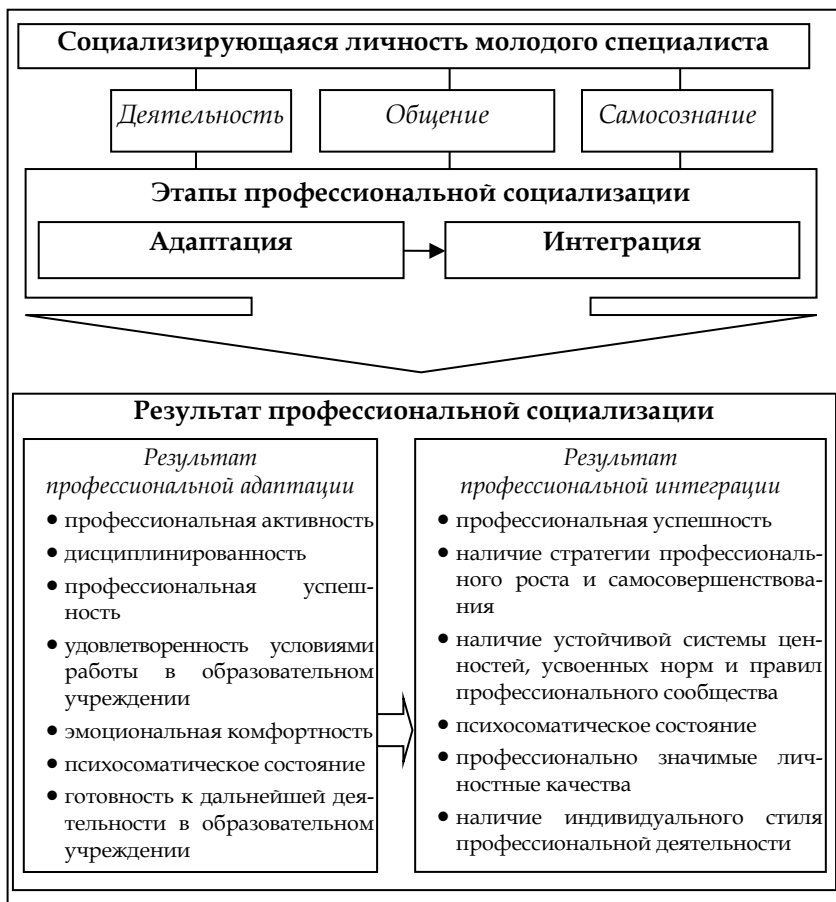 Социализирующаяся личность молодого специалиста
Деятельность
Общение
Самосознание
Этапы профессиональной социализации
Адаптация
Интеграция
Результат профессиональной социализации
Результат
профессиональной адаптации
• профессиональная активность
• дисциплинированность
• профессиональная успеш-
ность
• удовлетворенность условиями
работы в образовательном
учреждении
• эмоциональная комфортность
• психосоматическое состояние
• готовность к дальнейшей дея-
тельности в образовательном
учреждении
Результат
профессиональной интеграции
• профессиональная успешность
• наличие стратегии профессиональ-
ного роста и самосовершенствова-
ния
• наличие устойчивой системы цен-
ностей, усвоенных норм и правил
профессионального сообщества
• психосоматическое состояние
• профессионально значимые лич-
ностные качества
• наличие индивидуального стиля
профессиональной деятельности